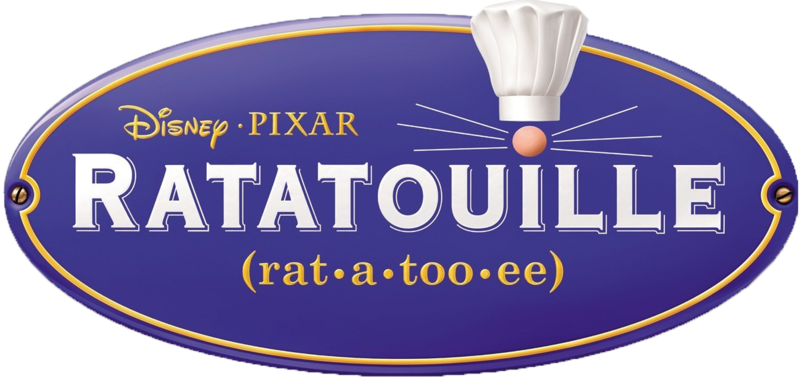 Disney · PIXAR
RATATOUILLE
(rat•a•too•ee)